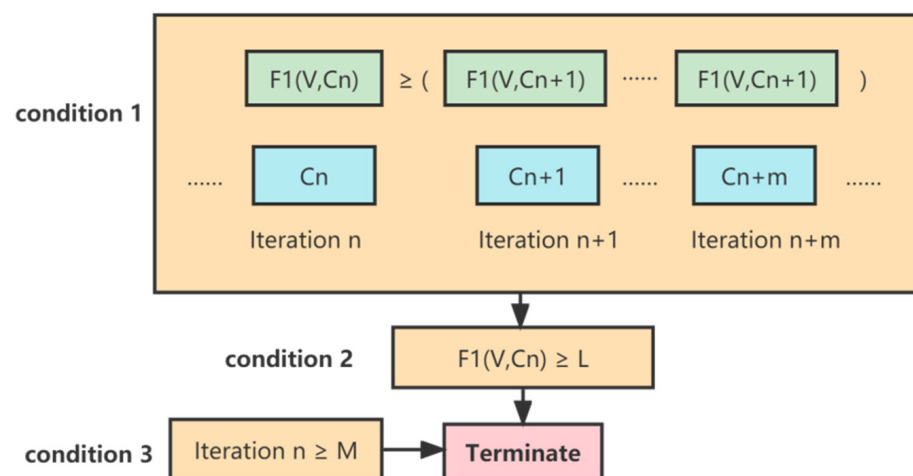 F1(V,Cn) ≥ ( F1(V,Cn+1) ...... F1(V,Cn+1) )
condition 1
...... Cn Cn+1 ...... Cn+m ......
Iteration n Iteration n+1 Iteration n+m
condition 2 F1(V,Cn) ≥ L
condition 3 Iteration n ≥ M Terminate